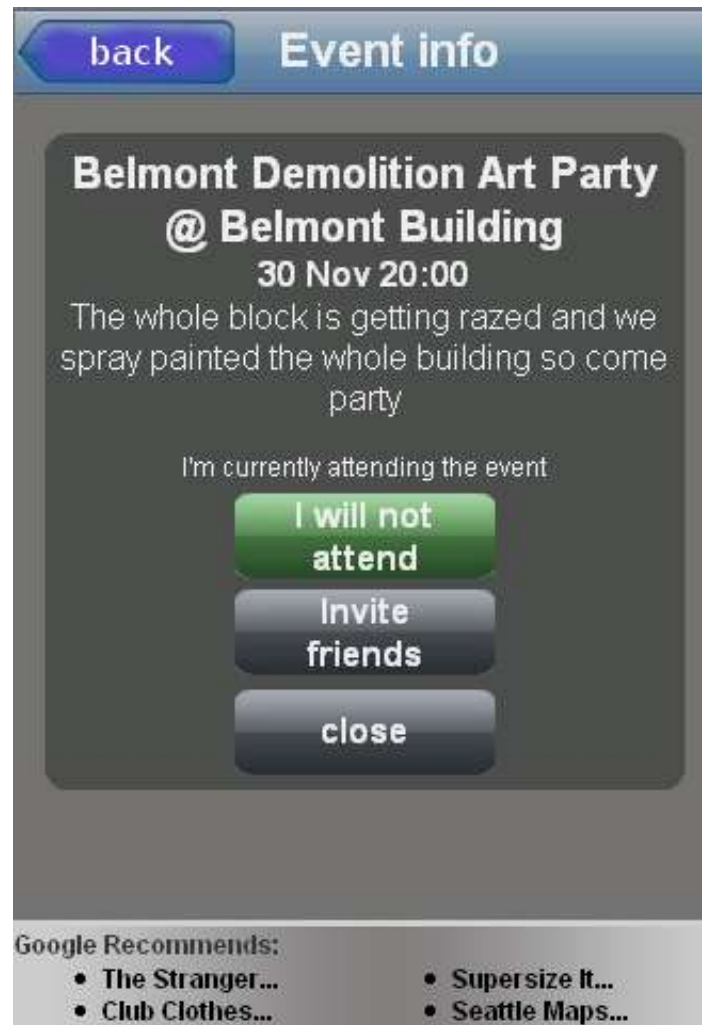 back
Event info
Belmont Demolition Art Party
@ Belmont Building
30 Nov 20:00
The whole block is getting razed and we
spray painted the whole building so come
party
I'm currently attending the event
I will not
attend
Invite
friends
close
Google Recommends:
• The Stranger...
• Supersize It...
• Club Clothes...
• Seattle Maps...